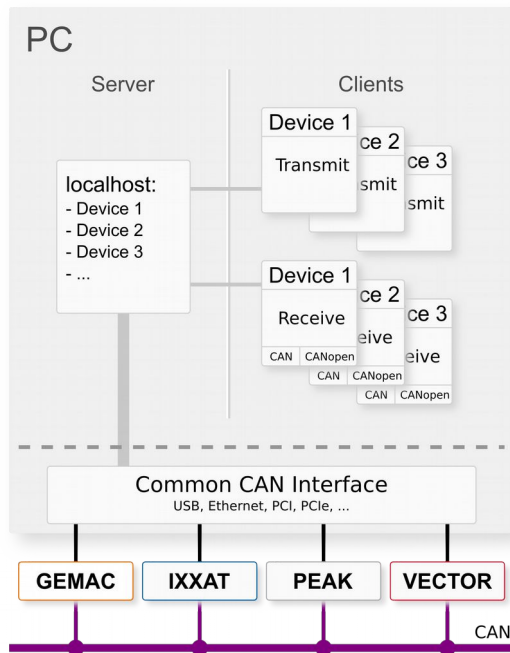 PC
Server
Clients
localhost:
- Device 1
- Device 2
- Device 3
- ...
Device 1
Transmit
ce 2
smit
ce 3
smit
Device 1
Receive
CAN CANopen
ce 2
eive
CAN CANopen
ce 3
eive
CAN CANopen
Common CAN Interface
USB, Ethernet, PCI, PCIe, ...
GEMAC
IXXAT
PEAK
VECTOR
CAN